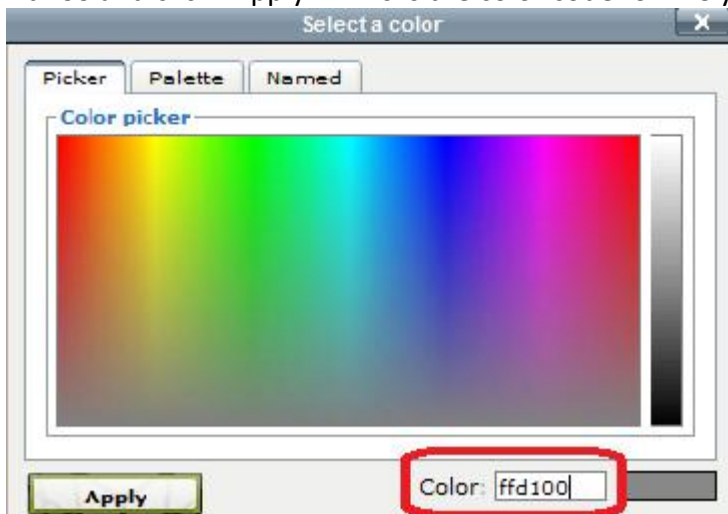 Select a color
Picker Palette Named
Color picker
Apply Color: ffd100